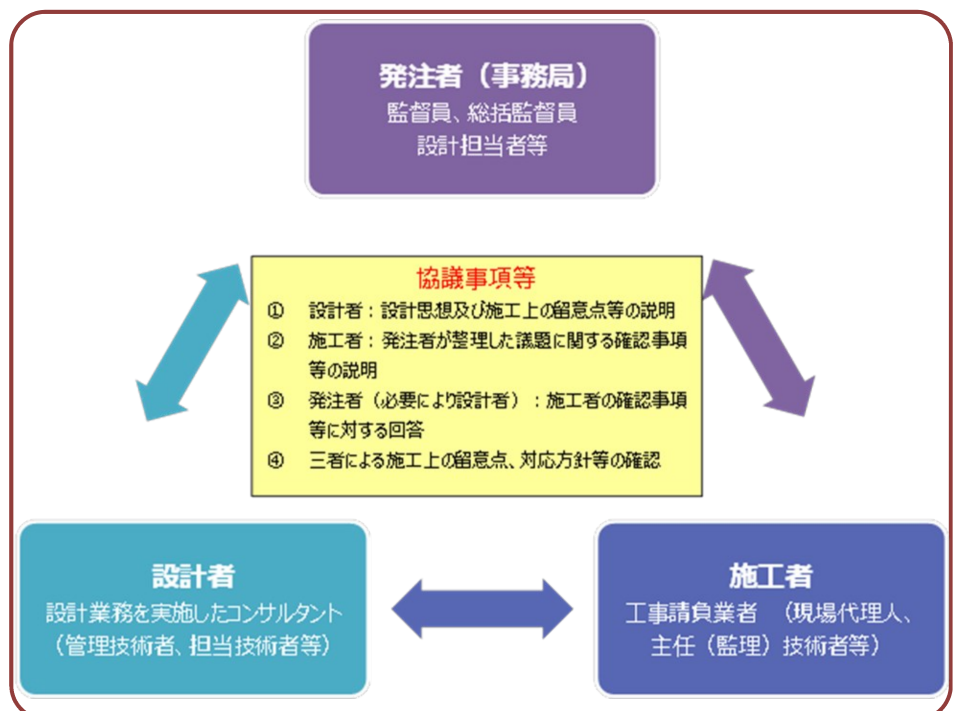 発注者（事務局）
監督員、総括監督員
設計担当者等
協議事項等
① 設計者：設計思想及び施工上の留意点等の説明
② 施工者：発注者が整理した議題に関する確認事項
等の説明
③ 発注者（必要により設計者）：施工者の確認事項
等に対する回答
④ 三者による施工上の留意点、対応方針等の確認
設計者
設計業務を実施したコンサルタント
（管理技術者、担当技術者等）
施工者
工事請負業者　（現場代理人、
主任（監理）技術者等）